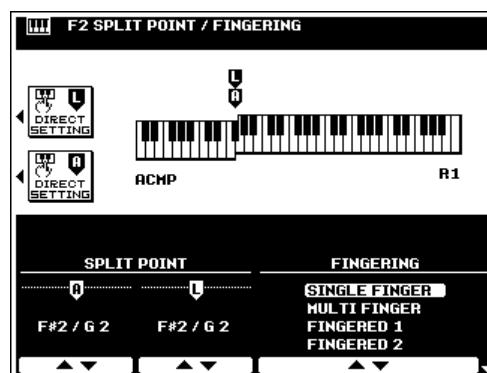 F2 SPLIT POINT / FINGERING
L
A
L
DIRECT
SETTING
A
DIRECT
SETTING
ACMP
R1
SPLIT POINT
FINGERING
A
L
F#2 / G 2
F#2 / G 2
SINGLE FINGER
MULTI FINGER
FINGERED 1
FINGERED 2